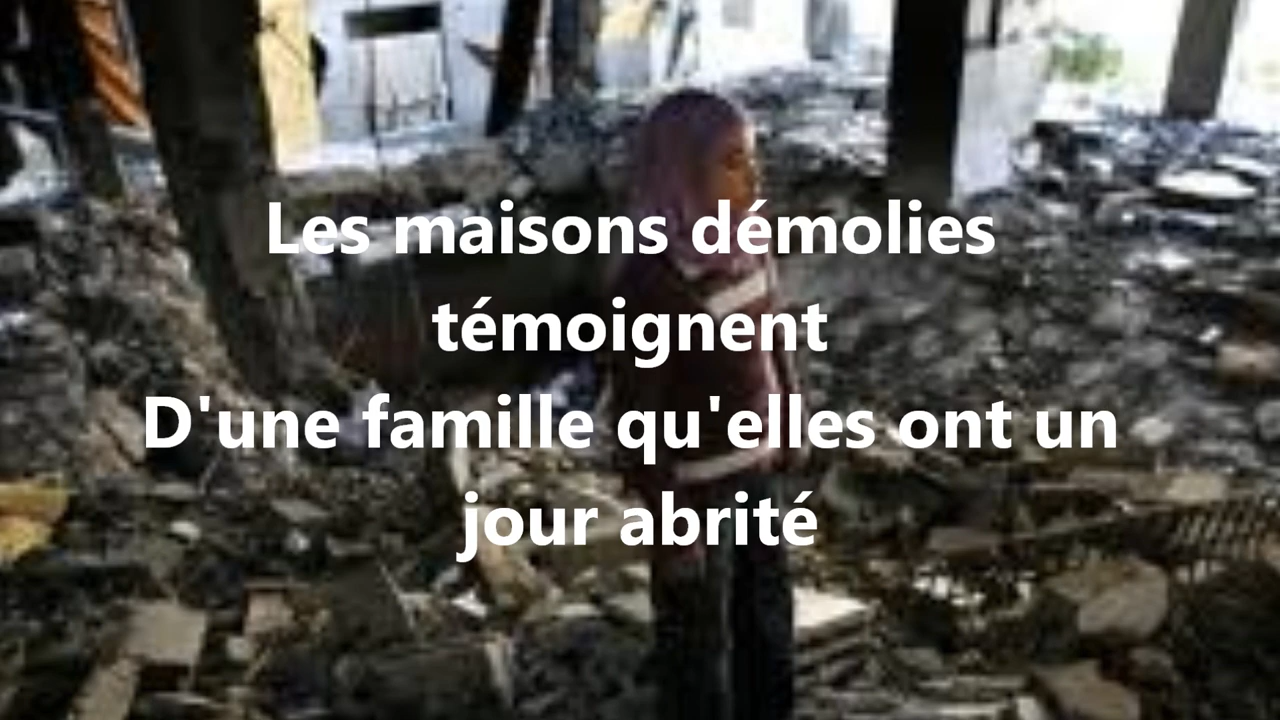 Les maisons démolies
témoignent
D'une famille qu'elles ont un
jour abrité